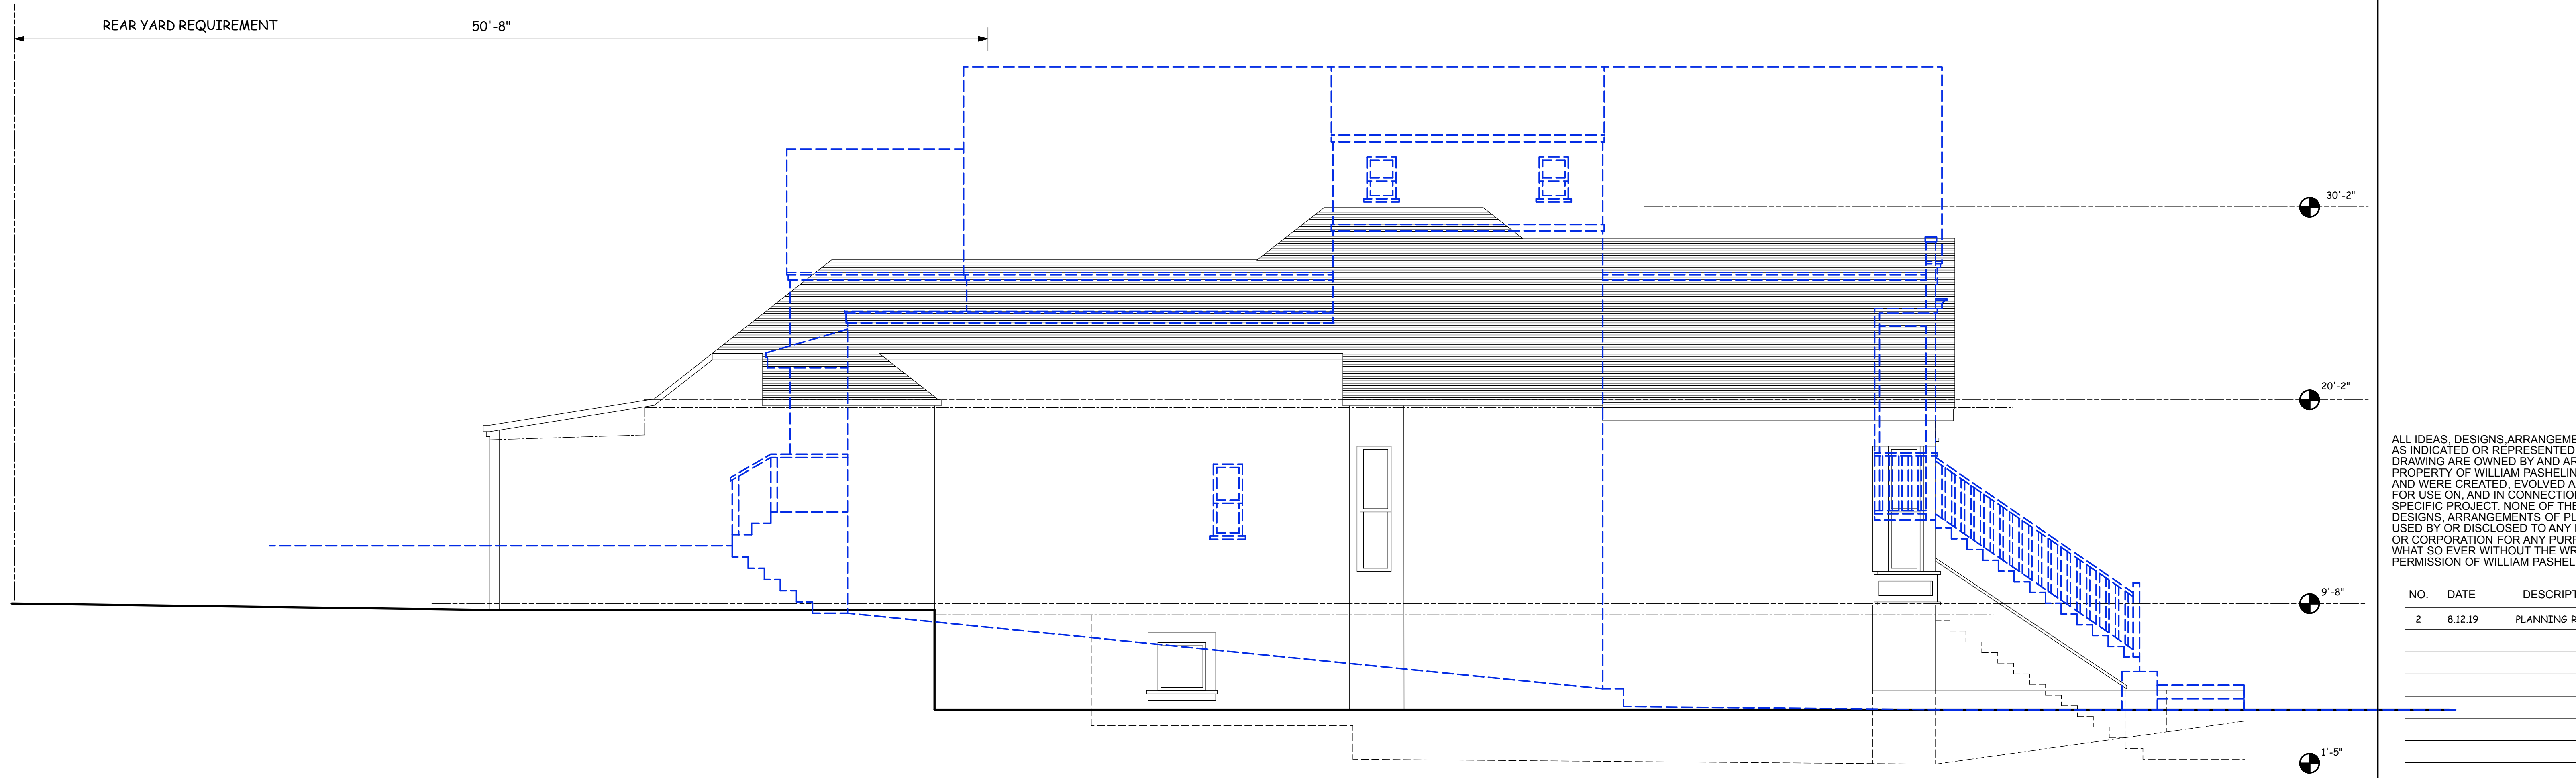 REAR YARD REQUIREMENT 50'-8"
30'-2"
20'-2"
ALL IDEAS, DESIGNS,ARRANGEME
AS INDICATED OR REPRESENTED
DRAWING ARE OWNED BY AND AR
PROPERTY OF WILLIAM PASHELIN
AND WERE CREATED, EVOLVED A
FOR USE ON, AND IN CONNECTION
SPECIFIC PROJECT. NONE OF THE
DESIGNS, ARRANGEMENTS OF PL
USED BY OR DISCLOSED TO ANY
OR CORPORATION FOR ANY PURP
WHAT SO EVER WITHOUT THE WR
PERMISSION OF WILLIAM PASHEL
9'-8"
NO. DATE DESCRIPT
2 8.12.19 PLANNING R
1'-5"